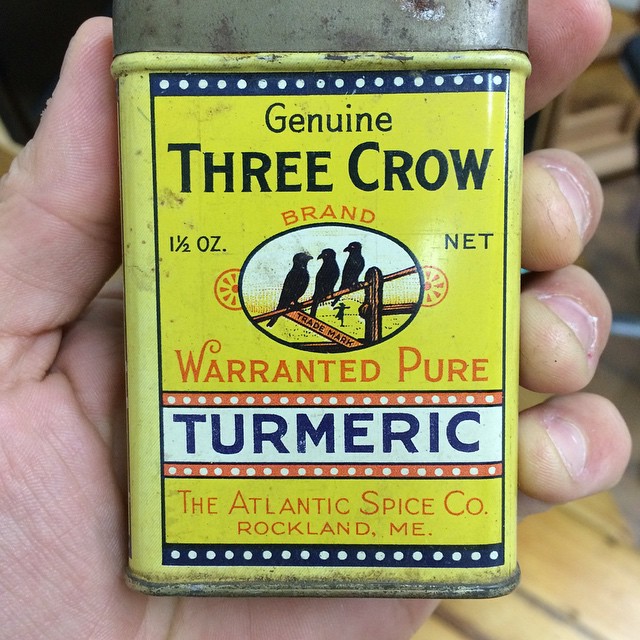 Genuine
THREE CROW
BRAND
1½ OZ. NET
TRADE MARK
WARRANTED PURE
TURMERIC
THE ATLANTIC SPICE CO.
ROCKLAND, ME.